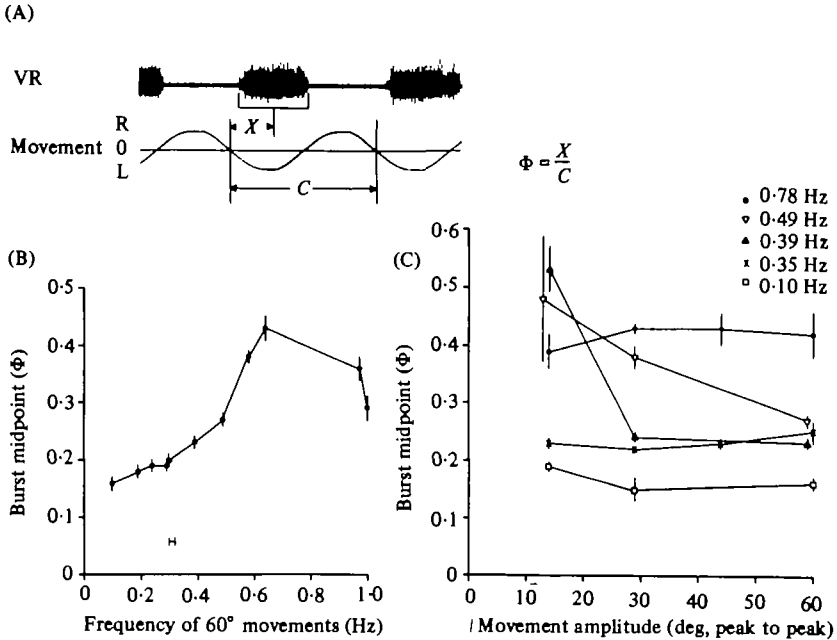 (A)
VR
R
Movement 0
L
X
C
Φ = X/C
(B)
0·5
0·4
0·3
0·2
0·1
0
Burst midpoint (Φ)
0 0·2 0·4 0·6 0·8 1·0
Frequency of 60° movements (Hz)
(C)
0·78 Hz
0·49 Hz
0·39 Hz
0·35 Hz
0·10 Hz
0·6
0·5
0·4
0·3
0·2
0·1
0
Burst midpoint (Φ)
10 20 30 40 50 60
Movement amplitude (deg, peak to peak)